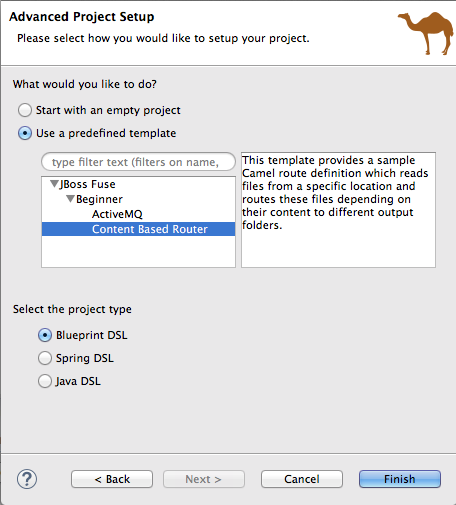 Advanced Project Setup
Please select how you would like to setup your project.
What would you like to do?
Start with an empty project
Use a predefined template
type filter text (filters on name,
JBoss Fuse
Beginner
ActiveMQ
Content Based Router
This template provides a sample
Camel route definition which reads
files from a specific location and
routes these files depending on
their content to different output
folders.
Select the project type
Blueprint DSL
Spring DSL
Java DSL
?
< Back
Next >
Cancel
Finish